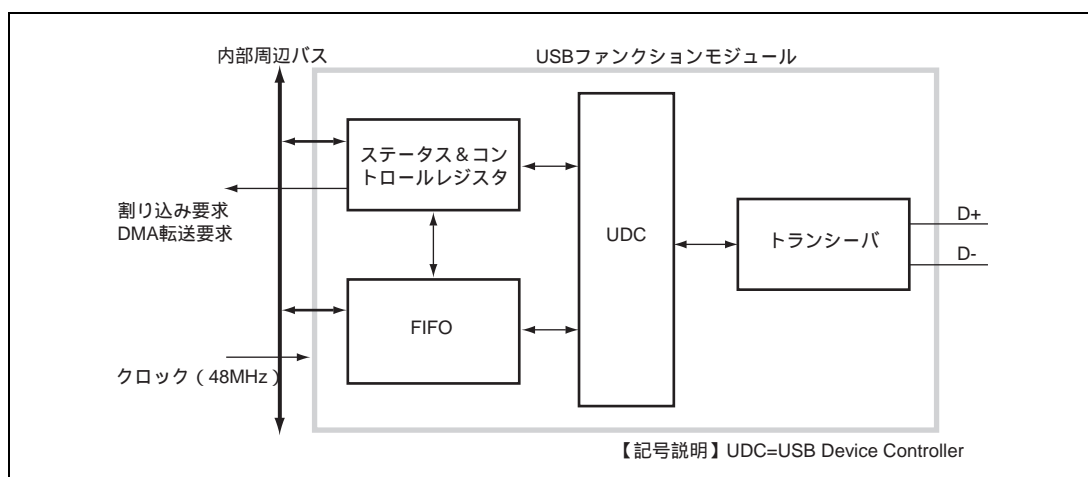 内部周辺バス
USBファンクションモジュール
ステータス＆コン
トロールレジスタ
割り込み要求
DMA転送要求
UDC
トランシーバ
D+
D-
FIFO
クロック（48MHz）
【記号説明】UDC=USB Device Controller